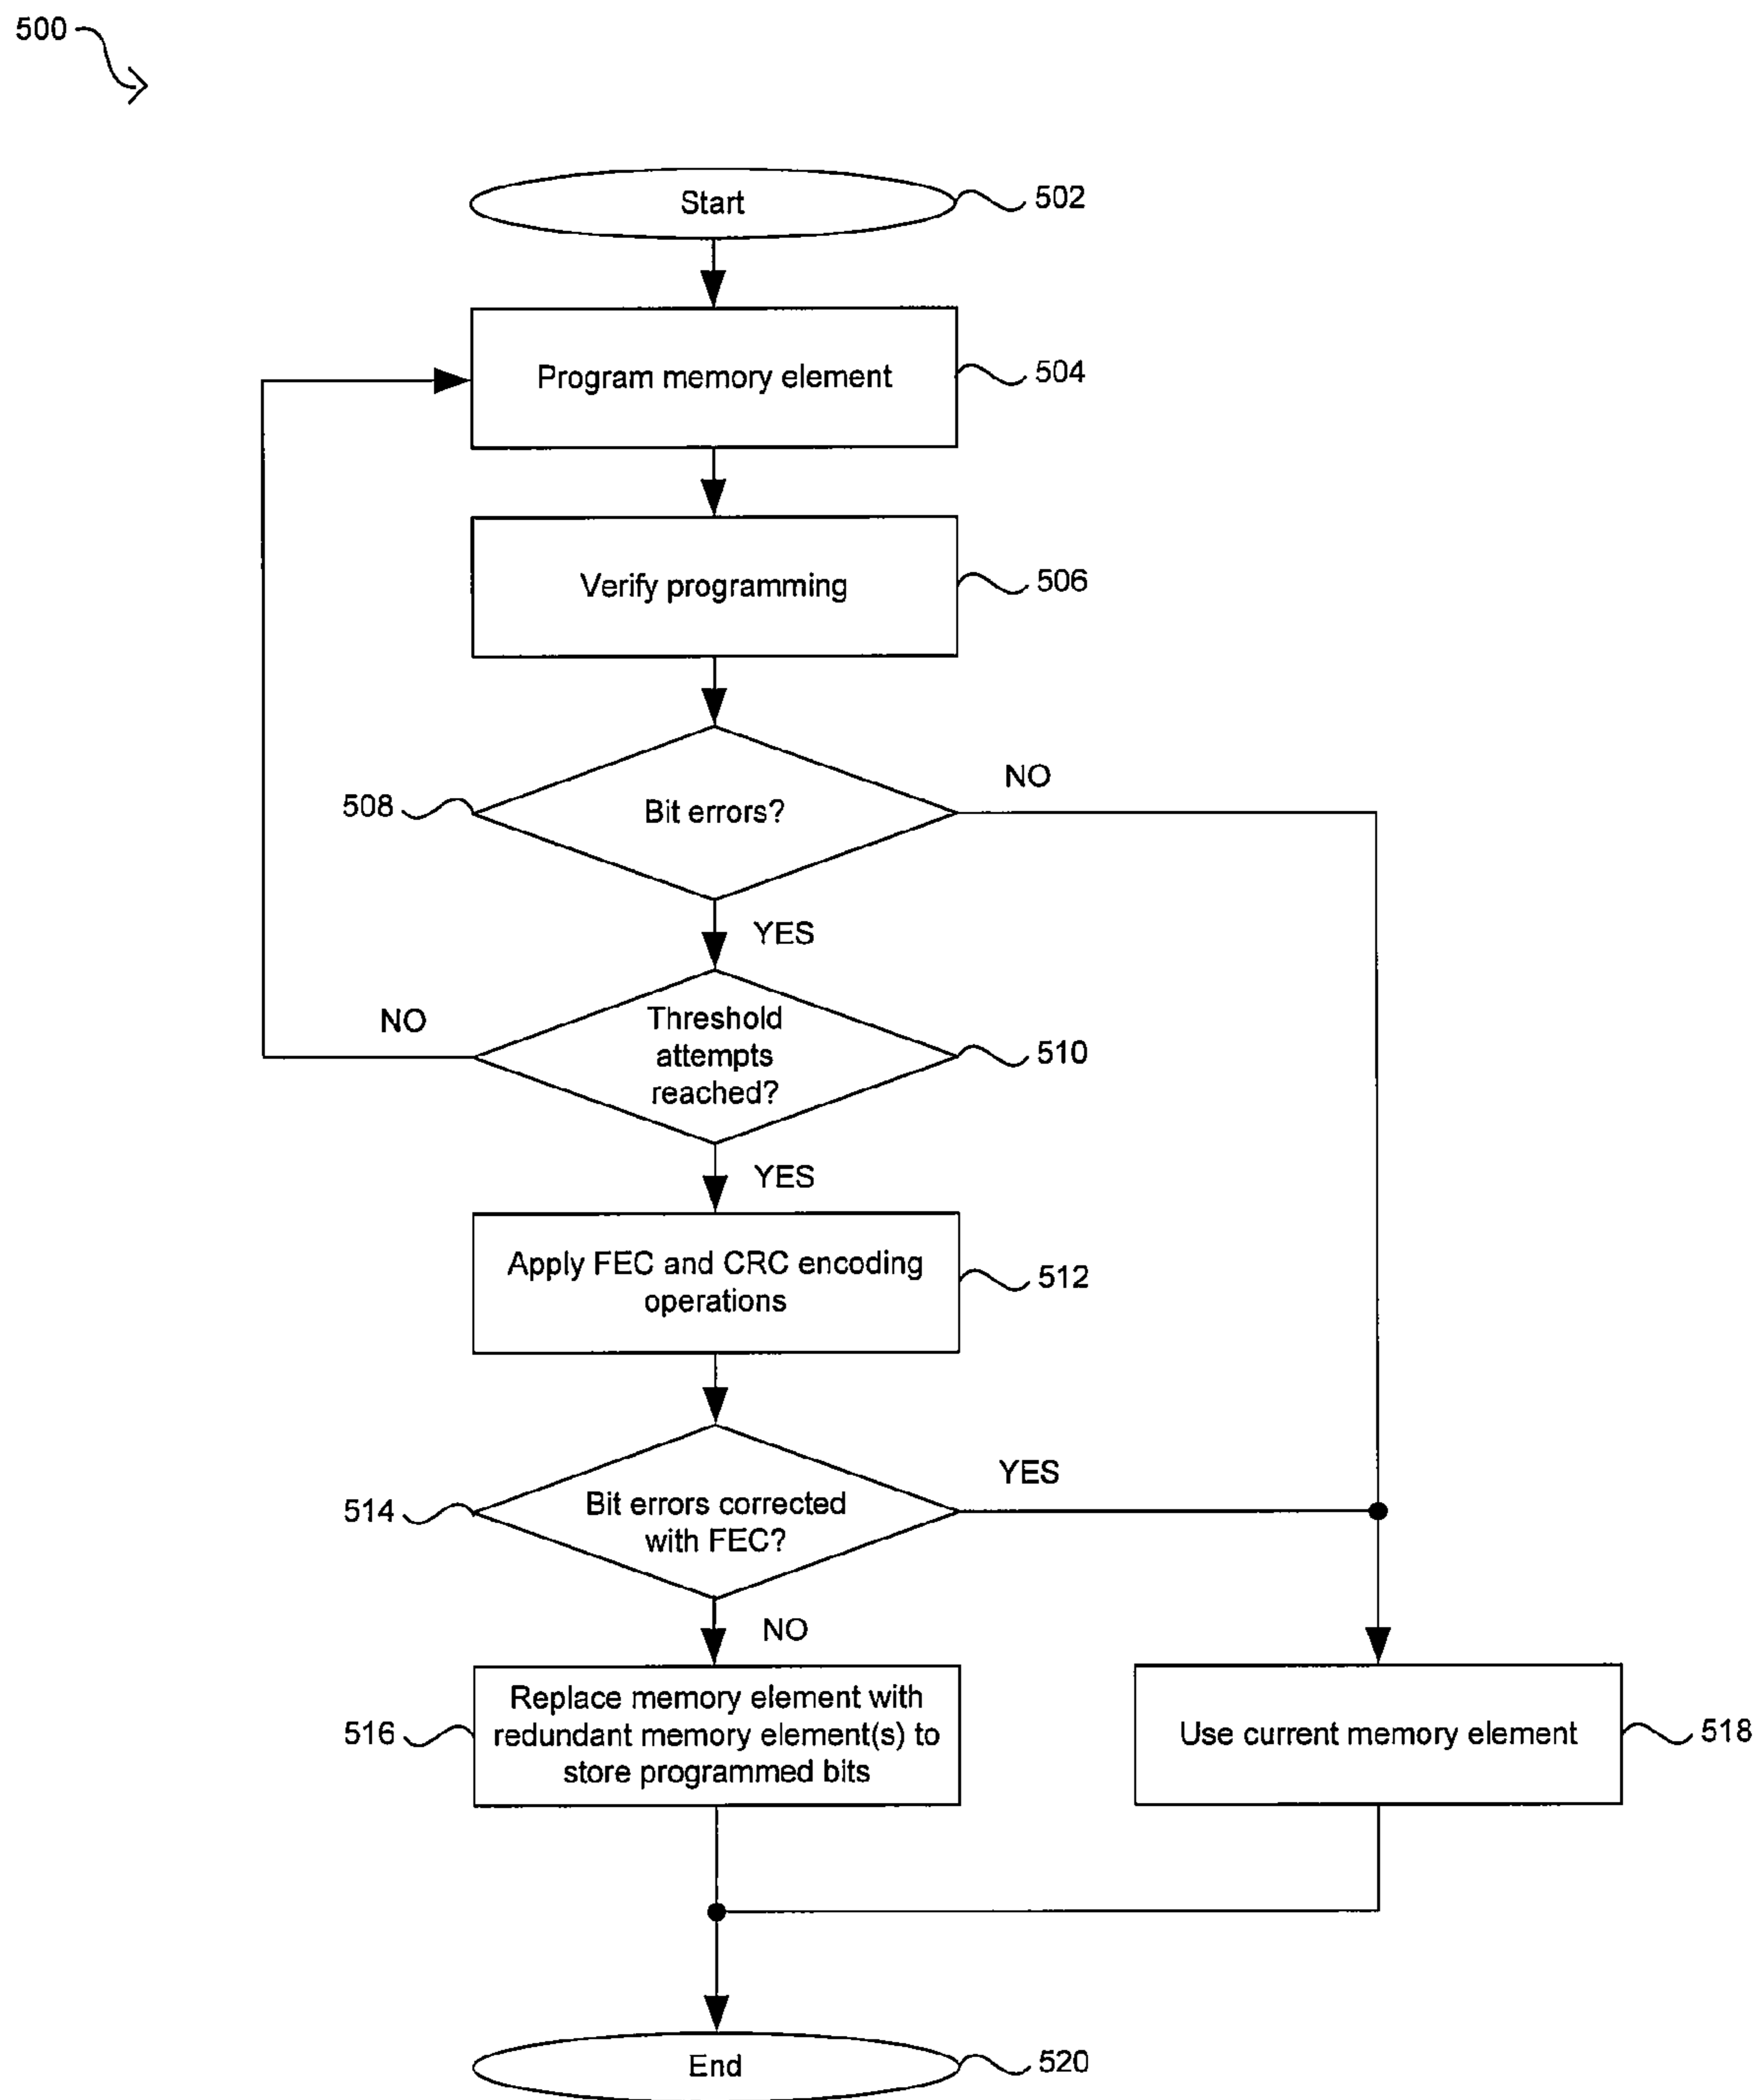 500
Start
502
Program memory element
504
Verify programming
506
NO
508
Bit errors?
YES
NO
Threshold
attempts
reached?
510
YES
Apply FEC and CRC encoding
operations
512
YES
514
Bit errors corrected
with FEC?
NO
516
Replace memory element with
redundant memory element(s) to
store programmed bits
Use current memory element
518
End
520